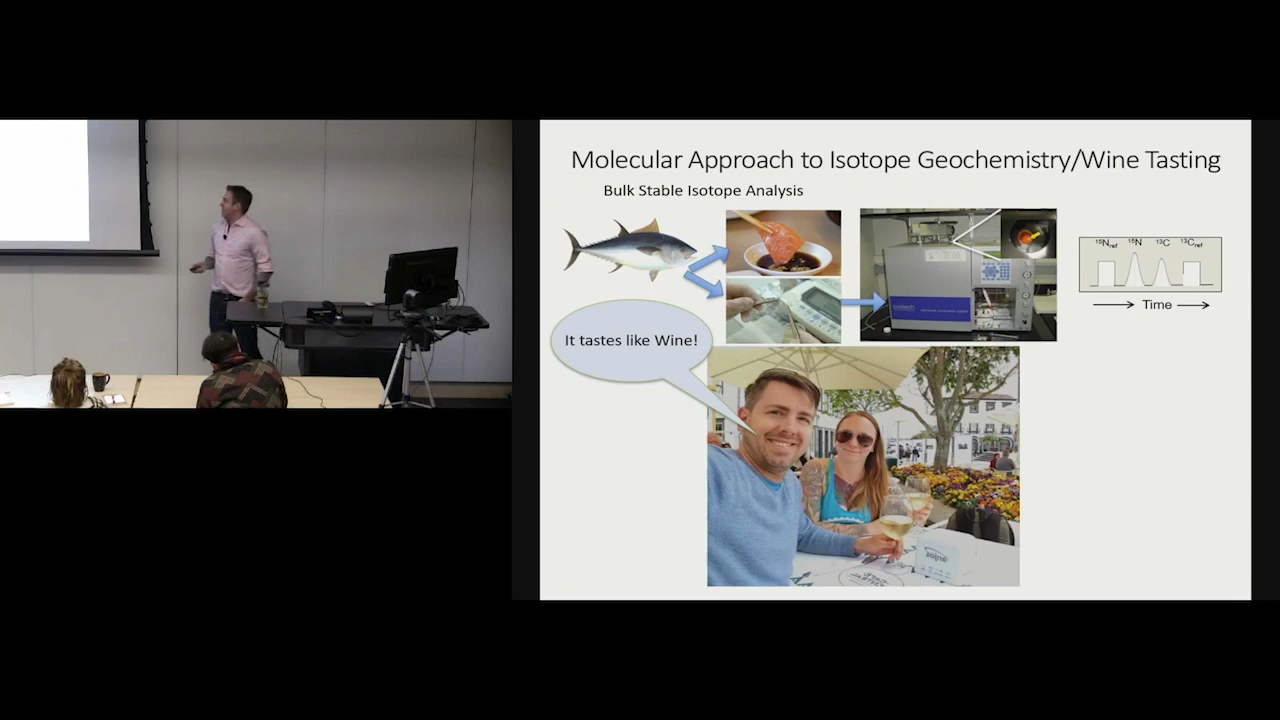 Molecular Approach to Isotope Geochemistry/Wine Tasting
Bulk Stable Isotope Analysis
15Nref 15N 13C 13Cref
Time
It tastes like Wine!